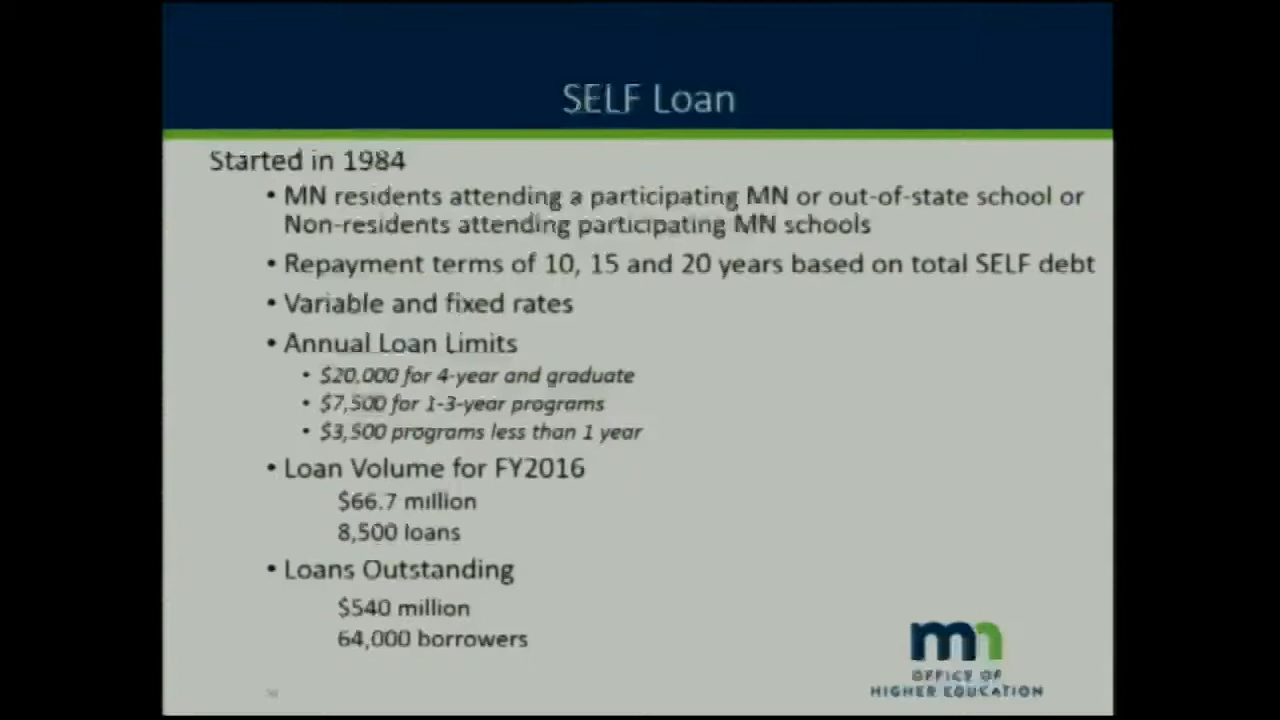 SELF Loan
Started in 1984
• MN residents attending a participating MN or out-of-state school or
Non-residents attending participating MN schools
• Repayment terms of 10, 15 and 20 years based on total SELF debt
• Variable and fixed rates
• Annual Loan Limits
• $20,000 for 4-year and graduate
• $7,500 for 1-3-year programs
• $3,500 programs less than 1 year
• Loan Volume for FY2016
$66.7 million
8,500 loans
• Loans Outstanding
$540 million
64,000 borrowers
mn
OFFICE OF
HIGHER EDUCATION